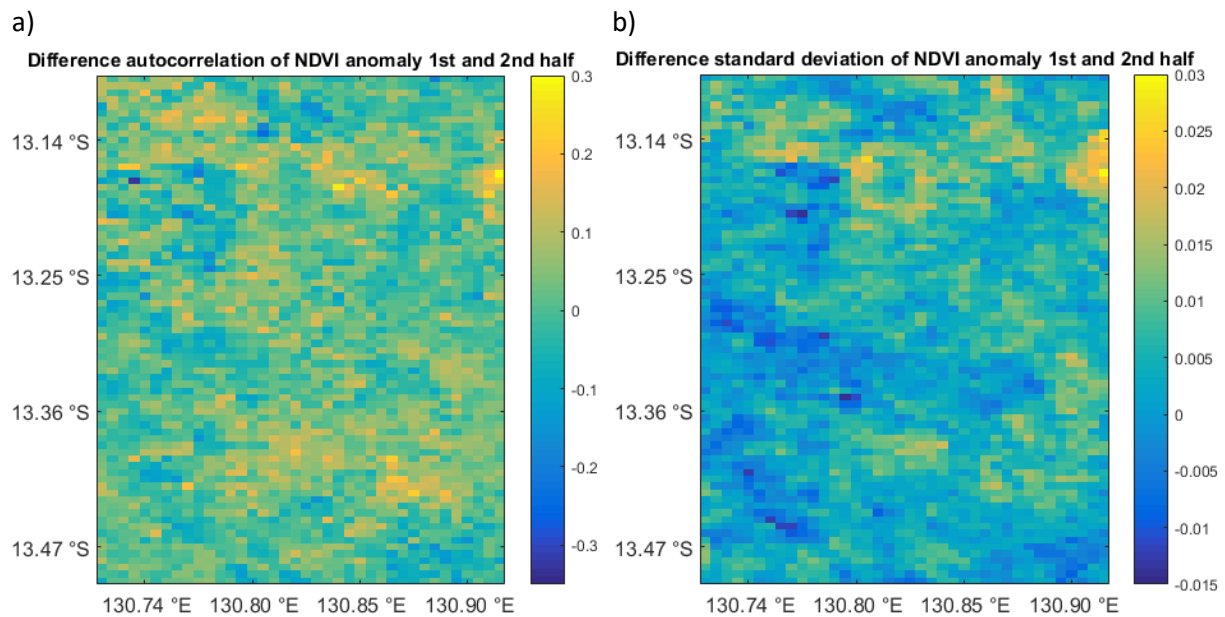 a)
Difference autocorrelation of NDVI anomaly 1st and 2nd half
13.14 °S
13.25 °S
13.36 °S
13.47 °S
130.74 °E 130.80 °E 130.85 °E 130.90 °E
0.3
0.2
0.1
0
-0.1
-0.2
-0.3
b)
Difference standard deviation of NDVI anomaly 1st and 2nd half
13.14 °S
13.25 °S
13.36 °S
13.47 °S
130.74 °E 130.80 °E 130.85 °E 130.90 °E
0.03
0.025
0.02
0.015
0.01
0.005
0
-0.005
-0.01
-0.015